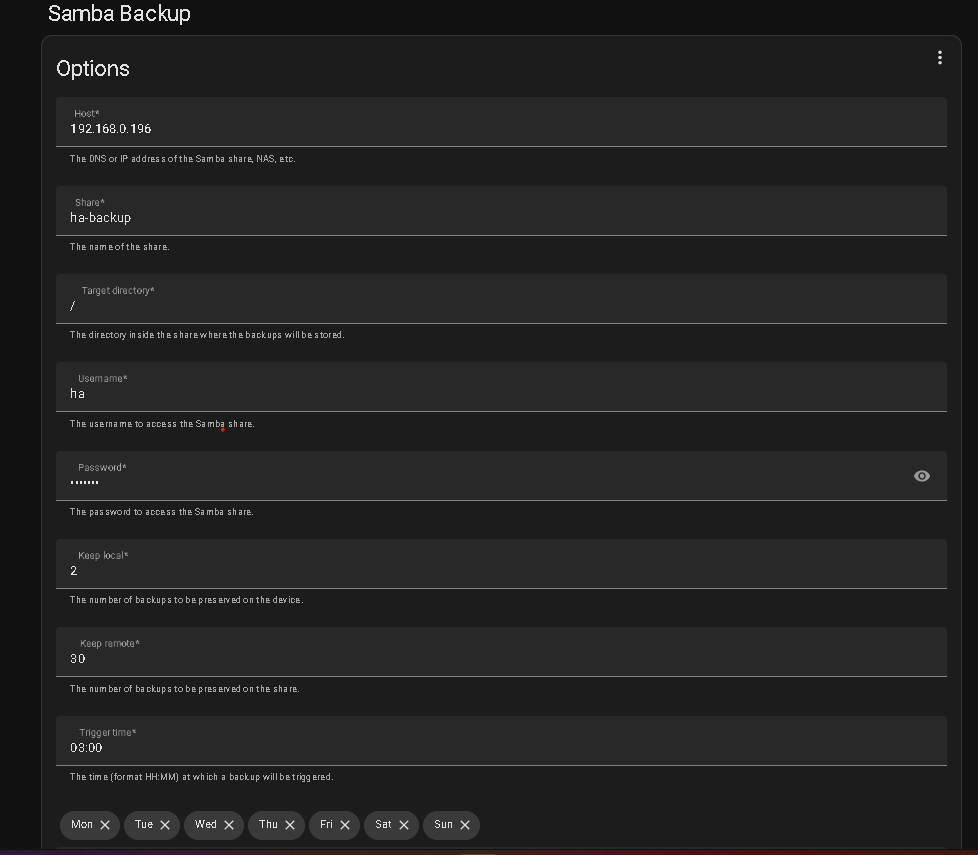 Samba Backup
Options
Host*
192.168.0.196
The DNS or IP address of the Samba share, NAS, etc.
Share*
ha-backup
The name of the share.
Target directory*
/
The directory inside the share where the backups will be stored.
Username*
ha
The username to access the Samba share.
Password*
•••••••
The password to access the Samba share.
Keep local*
2
The number of backups to be preserved on the device.
Keep remote*
30
The number of backups to be preserved on the share.
Trigger time*
03:00
The time (format HH:MM) at which a backup will be triggered.
Mon Tue Wed Thu Fri Sat Sun